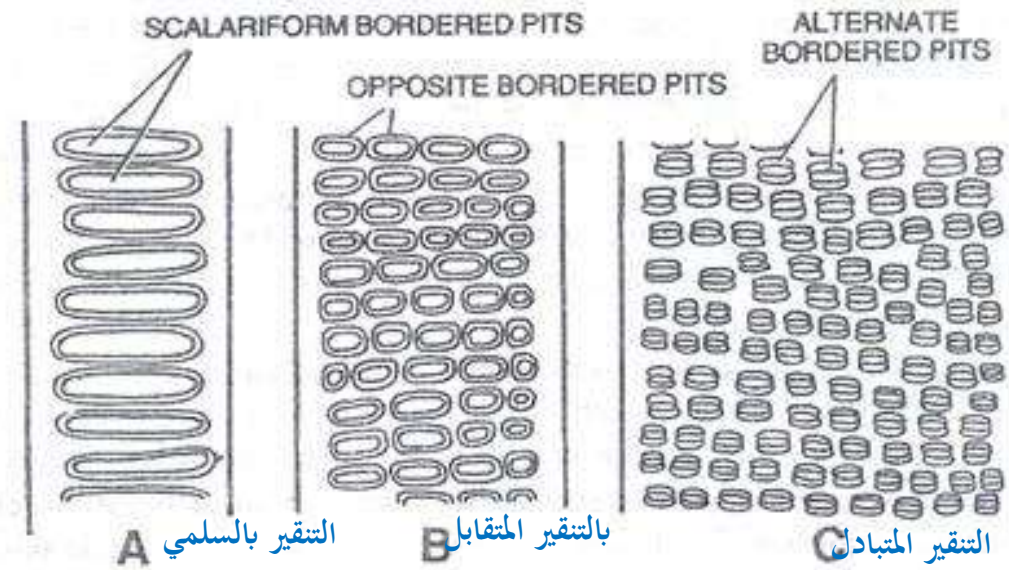 SCALARIFORM BORDERED PITS
OPPOSITE BORDERED PITS
ALTERNATE
BORDERED PITS
A التنقير بالسلمي
B بالتنقير المتقابل
C التنقير المتبادل